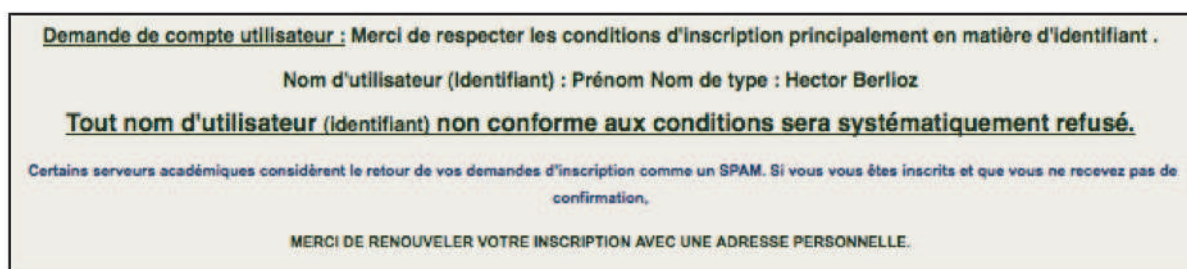 Demande de compte utilisateur : Merci de respecter les conditions d'inscription principalement en matière d'identifiant .
Nom d'utilisateur (Identifiant) : Prénom Nom de type : Hector Berlioz
Tout nom d'utilisateur (identifiant) non conforme aux conditions sera systématiquement refusé.
Certains serveurs académiques considèrent le retour de vos demandes d'inscription comme un SPAM. Si vous vous êtes inscrits et que vous ne recevez pas de
confirmation,
MERCI DE RENOUVELER VOTRE INSCRIPTION AVEC UNE ADRESSE PERSONNELLE.